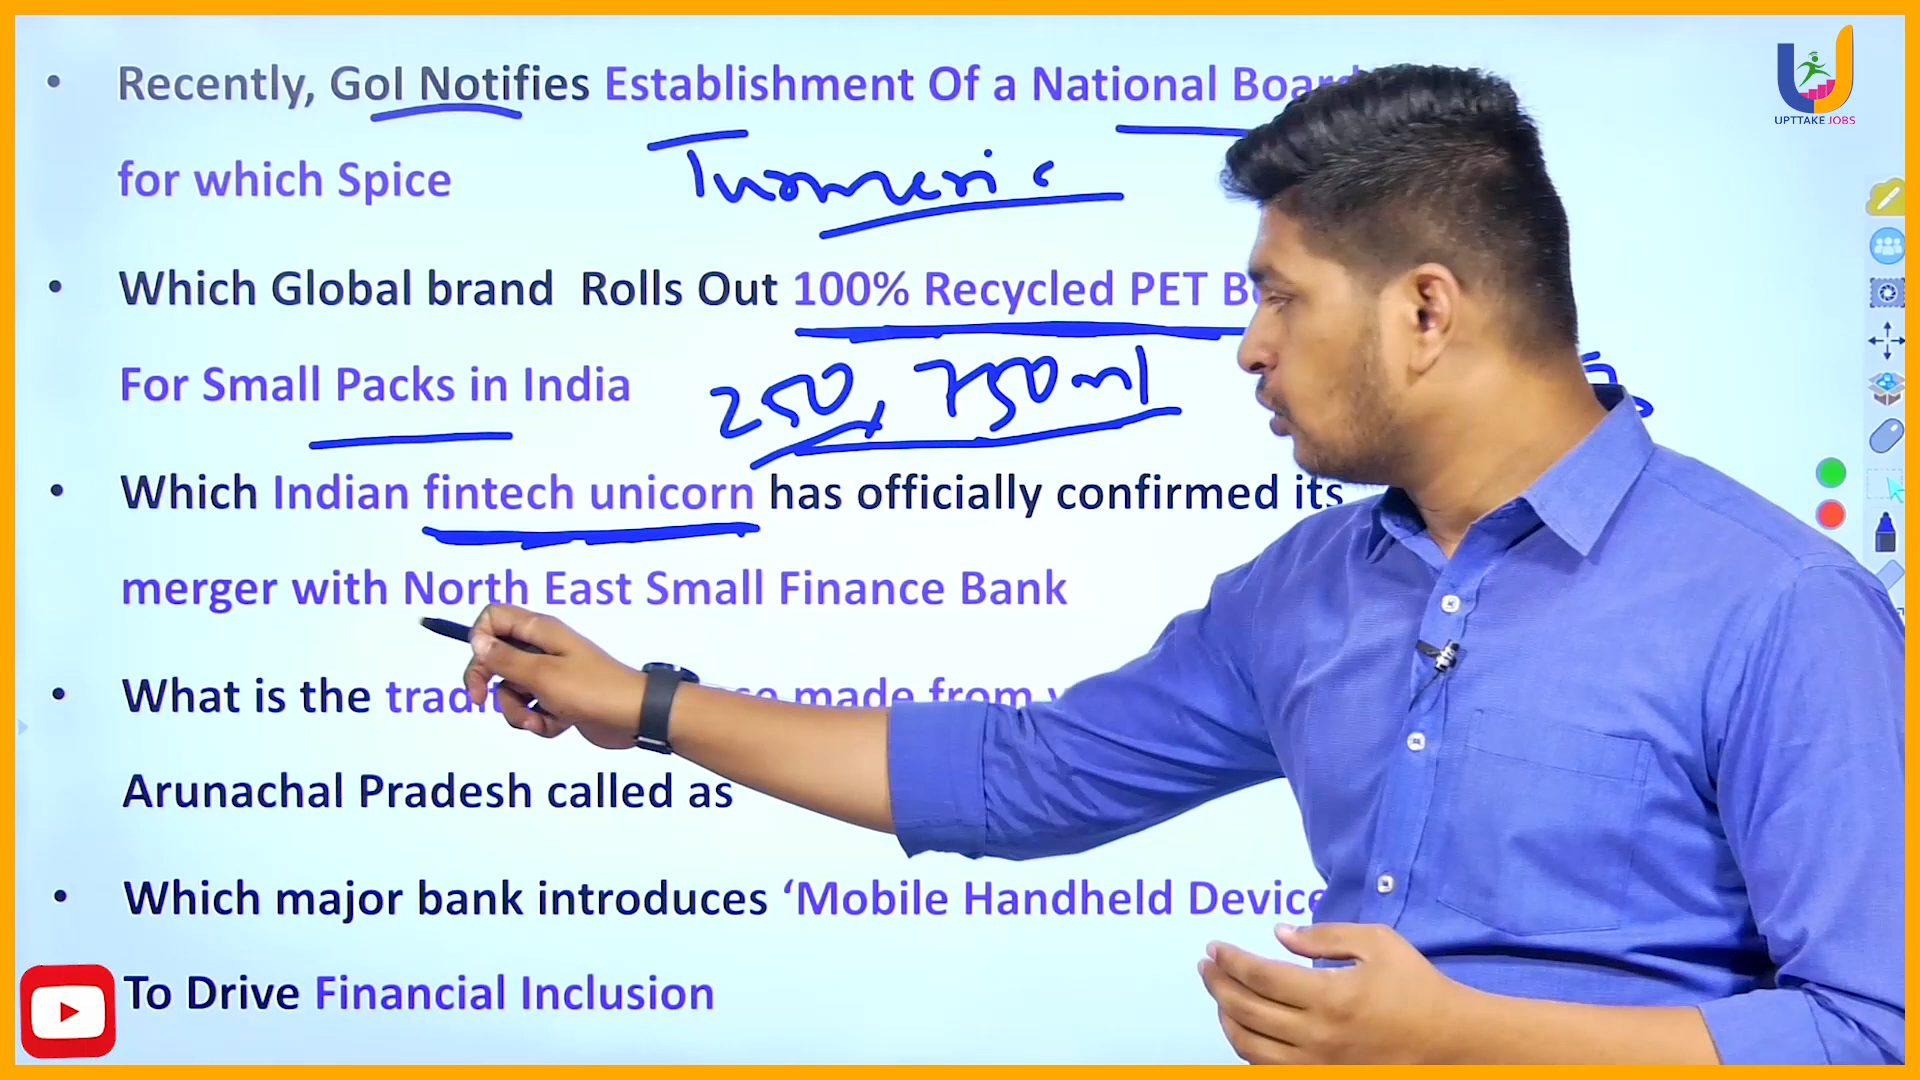 • Recently, GoI Notifies Establishment Of a National Board
for which Spice
Turmeric
• Which Global brand Rolls Out 100% Recycled PET
For Small Packs in India
250, 750ml
• Which Indian fintech unicorn has officially confirmed its
merger with North East Small Finance Bank
• What is the made from
Arunachal Pradesh called as
• Which major bank introduces ‘Mobile Handheld Device
To Drive Financial Inclusion
UPTTAKE JOBS